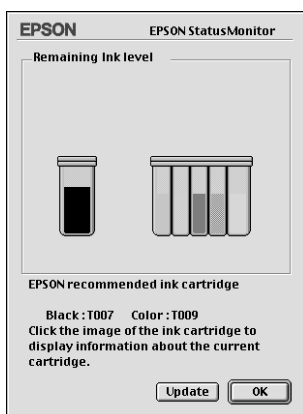 EPSON EPSON StatusMonitor
Remaining Ink level
EPSON recommended ink cartridge
Black : T007 Color : T009
Click the image of the ink cartridge to
display information about the current
cartridge.
Update OK